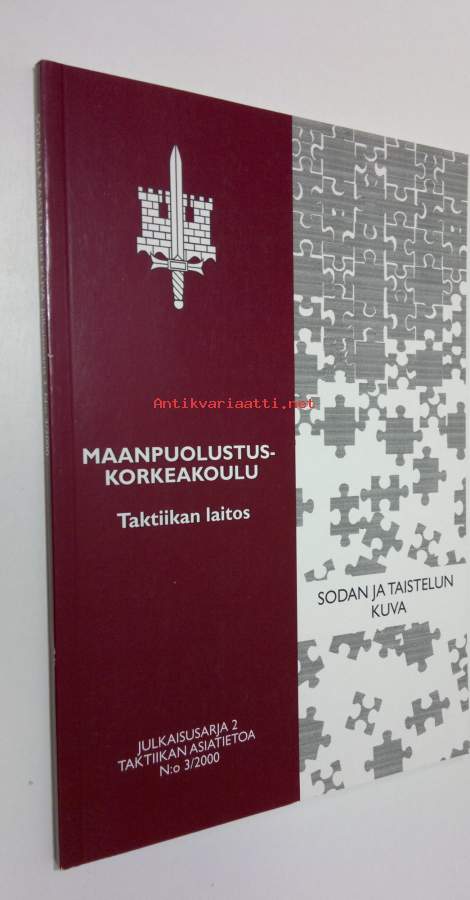 MAANPUOLUSTUS-
KORKEAKOULU
Taktiikan laitos
JULKAISUSARJA 2
TAKTIIKAN ASIATIETOA
N:o 3/2000
SODAN JA TAISTELUN
KUVA
Antikvariaatti.net